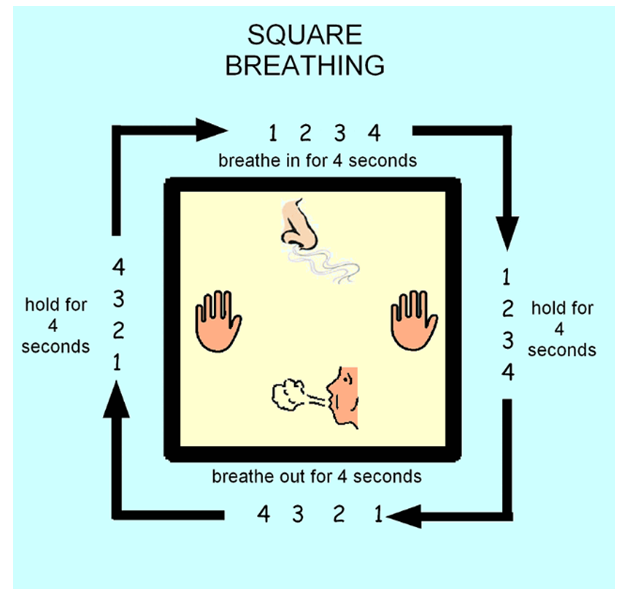 SQUARE
BREATHING
1 2 3 4
breathe in for 4 seconds
1
2
3
4
hold for
4
seconds
breathe out for 4 seconds
4 3 2 1
4
3
2
1
hold for
4
seconds